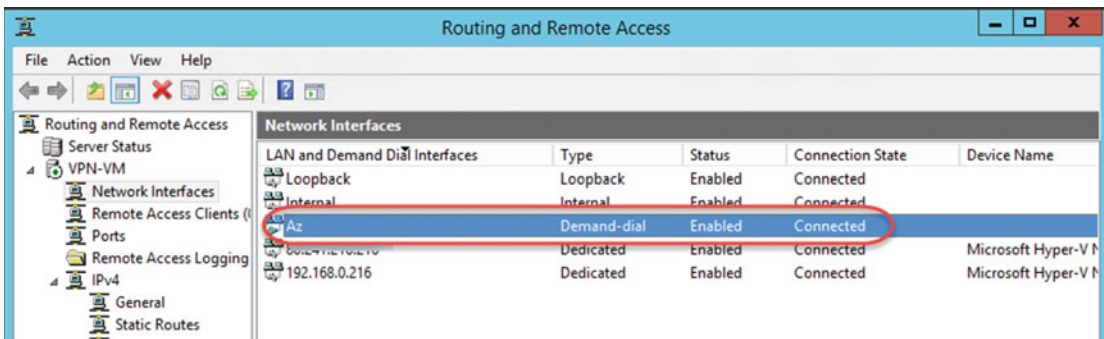 Routing and Remote Access
File Action View Help
Routing and Remote Access
Server Status
VPN-VM
Network Interfaces
Remote Access Clients (
Ports
Remote Access Logging
IPv4
General
Static Routes
Network Interfaces
LAN and Demand Dial Interfaces Type Status Connection State Device Name
Loopback Loopback Enabled Connected
Internal Internal Enabled Connected
Az Demand-dial Enabled Connected
Dedicated Enabled Connected Microsoft Hyper-V N
192.168.0.216 Dedicated Enabled Connected Microsoft Hyper-V N